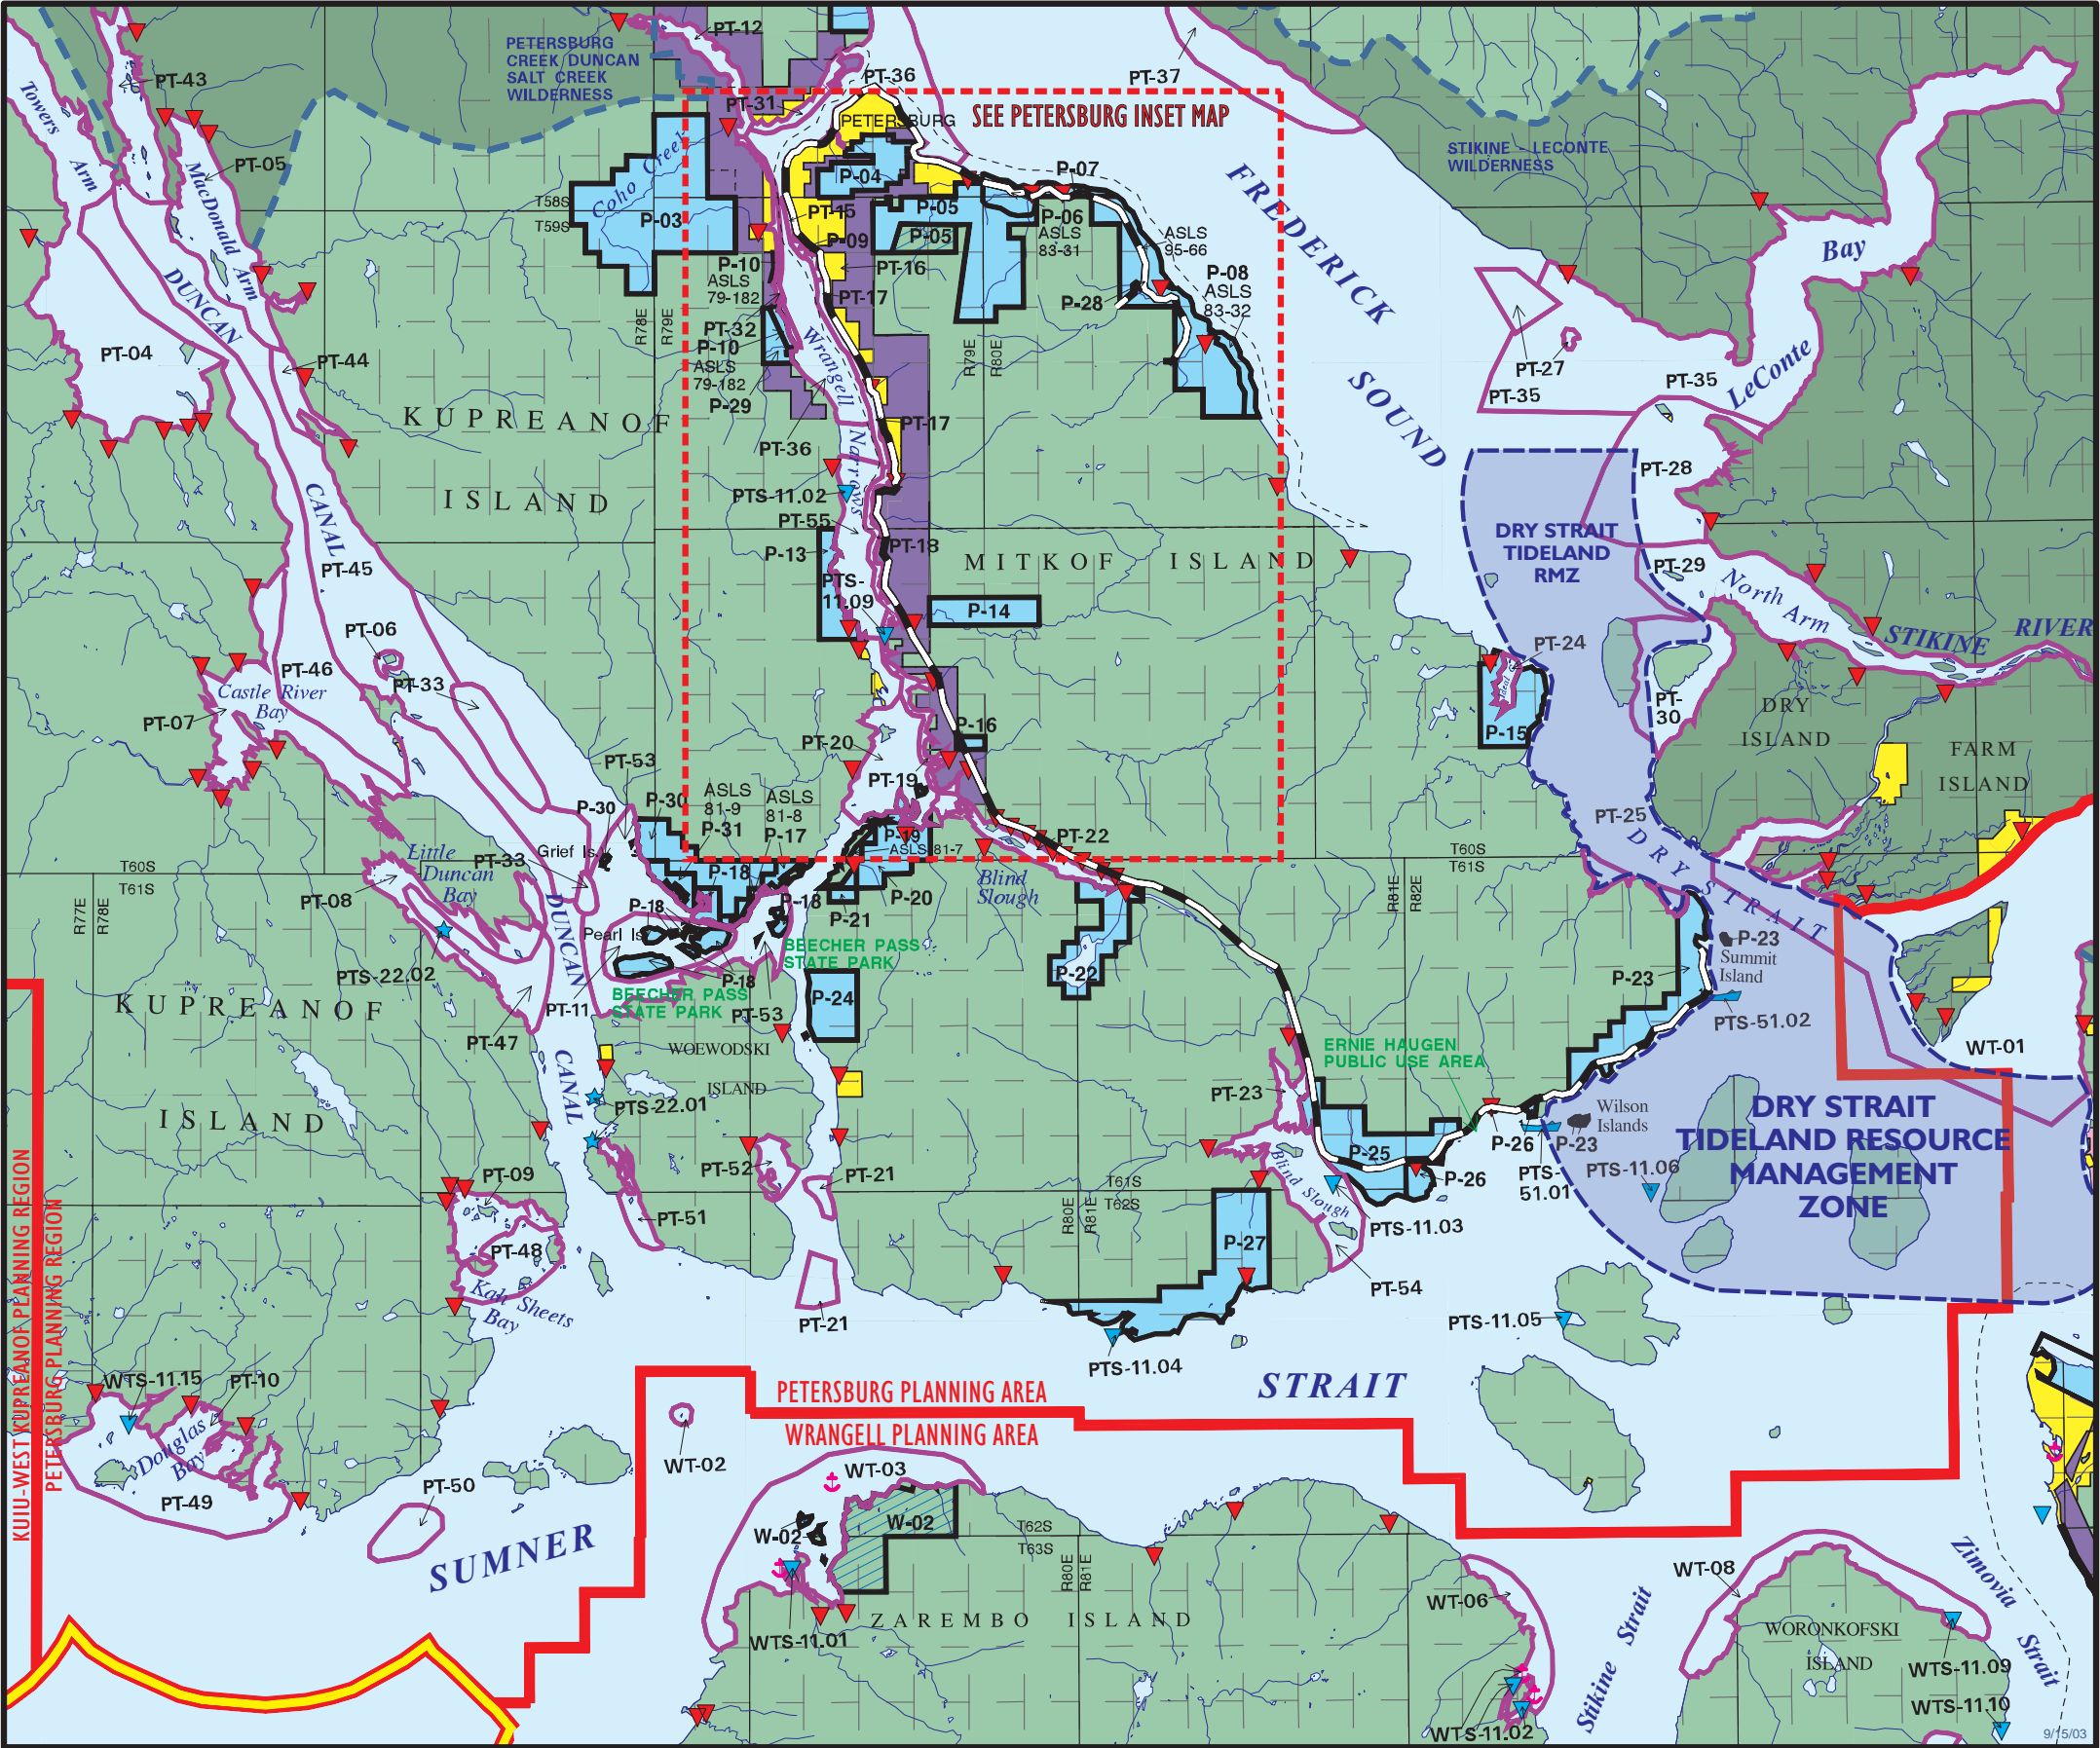 PT-12
PETERSBURG
CREEK/DUNCAN
SALT CREEK
WILDERNESS
PT-43
PT-36
PT-37
PT-31
SEE PETERSBURG INSET MAP
PETERSBURG
Towers
Arm
PT-05
MacDonald Arm
Coho Creek
STIKINE - LECONTE
WILDERNESS
P-04
P-07
FREDERICK
SOUND
T58S
T59S
P-03
PT-15
P-05
P-06
ASLS
83-31
P-09
P-05
ASLS
95-66
Bay
P-10
ASLS
79-182
PT-16
P-08
ASLS
83-32
DUNCAN
PT-17
P-28
R78E
R79E
PT-32
P-10
ASLS
79-182
Wrangell
Narrows
R79E
R80E
PT-04
PT-44
PT-27
PT-35
PT-35
LeConte
P-29
KUPREANOF
PT-17
PT-36
PT-28
ISLAND
CANAL
PTS-11.02
PT-55
DRY STRAIT
TIDELAND
RMZ
P-13
PT-18
MITKOF ISLAND
PT-45
PTS-
11.09
PT-29
North Arm
P-14
STIKINE RIVER
PT-06
PT-24
Ideal
PT-46
PT-33
Castle River
Bay
PT-07
PT-
30
DRY
ISLAND
P-16
P-15
PT-20
FARM
ISLAND
PT-53
PT-19
P-30
P-30
ASLS
81-9
ASLS
81-8
P-31
P-17
P-19
ASLS 81-7
PT-22
PT-25
DRY STRAIT
Grief Is.
T60S
T61S
Little
Duncan
Bay
PT-33
T60S
T61S
R77E
R78E
PT-08
P-18
Blind
Slough
R81E
R82E
P-18
P-18
P-20
P-21
DUNCAN
Pearl Is.
BEECHER PASS
STATE PARK
P-23
Summit
Island
PTS-22.02
P-18
P-22
P-23
BEECHER PASS
STATE PARK
P-24
KUPREANOF
PT-11
PT-53
PTS-51.02
PT-47
WOEWODSKI
ISLAND
ERNIE HAUGEN
PUBLIC USE AREA
WT-01
CANAL
PTS-22.01
PT-23
Wilson
Islands
DRY STRAIT
TIDELAND RESOURCE
MANAGEMENT
ZONE
ISLAND
P-25
P-26
P-23
PTS-
51.01
PTS-11.06
PT-09
PT-52
PT-21
Blind Slough
P-26
T61S
T62S
R80E
R81E
KUIU-WEST KUPREANOF PLANNING REGION
PETERSBURG PLANNING REGION
PT-51
PTS-11.03
PT-48
P-27
PT-54
Kah Sheets
Bay
PT-21
PTS-11.05
PTS-11.04
WTS-11.15
PT-10
PETERSBURG PLANNING AREA
WRANGELL PLANNING AREA
STRAIT
Douglas
Bay
PT-49
PT-50
WT-02
WT-03
W-02
W-02
T62S
T63S
R80E
R81E
SUMNER
Zimovia
Strait
WT-08
WT-06
ZAREMBO ISLAND
WTS-11.01
Stikine Strait
WORONKOFSKI
ISLAND
WTS-11.09
WTS-11.10
WTS-11.02
9/15/03